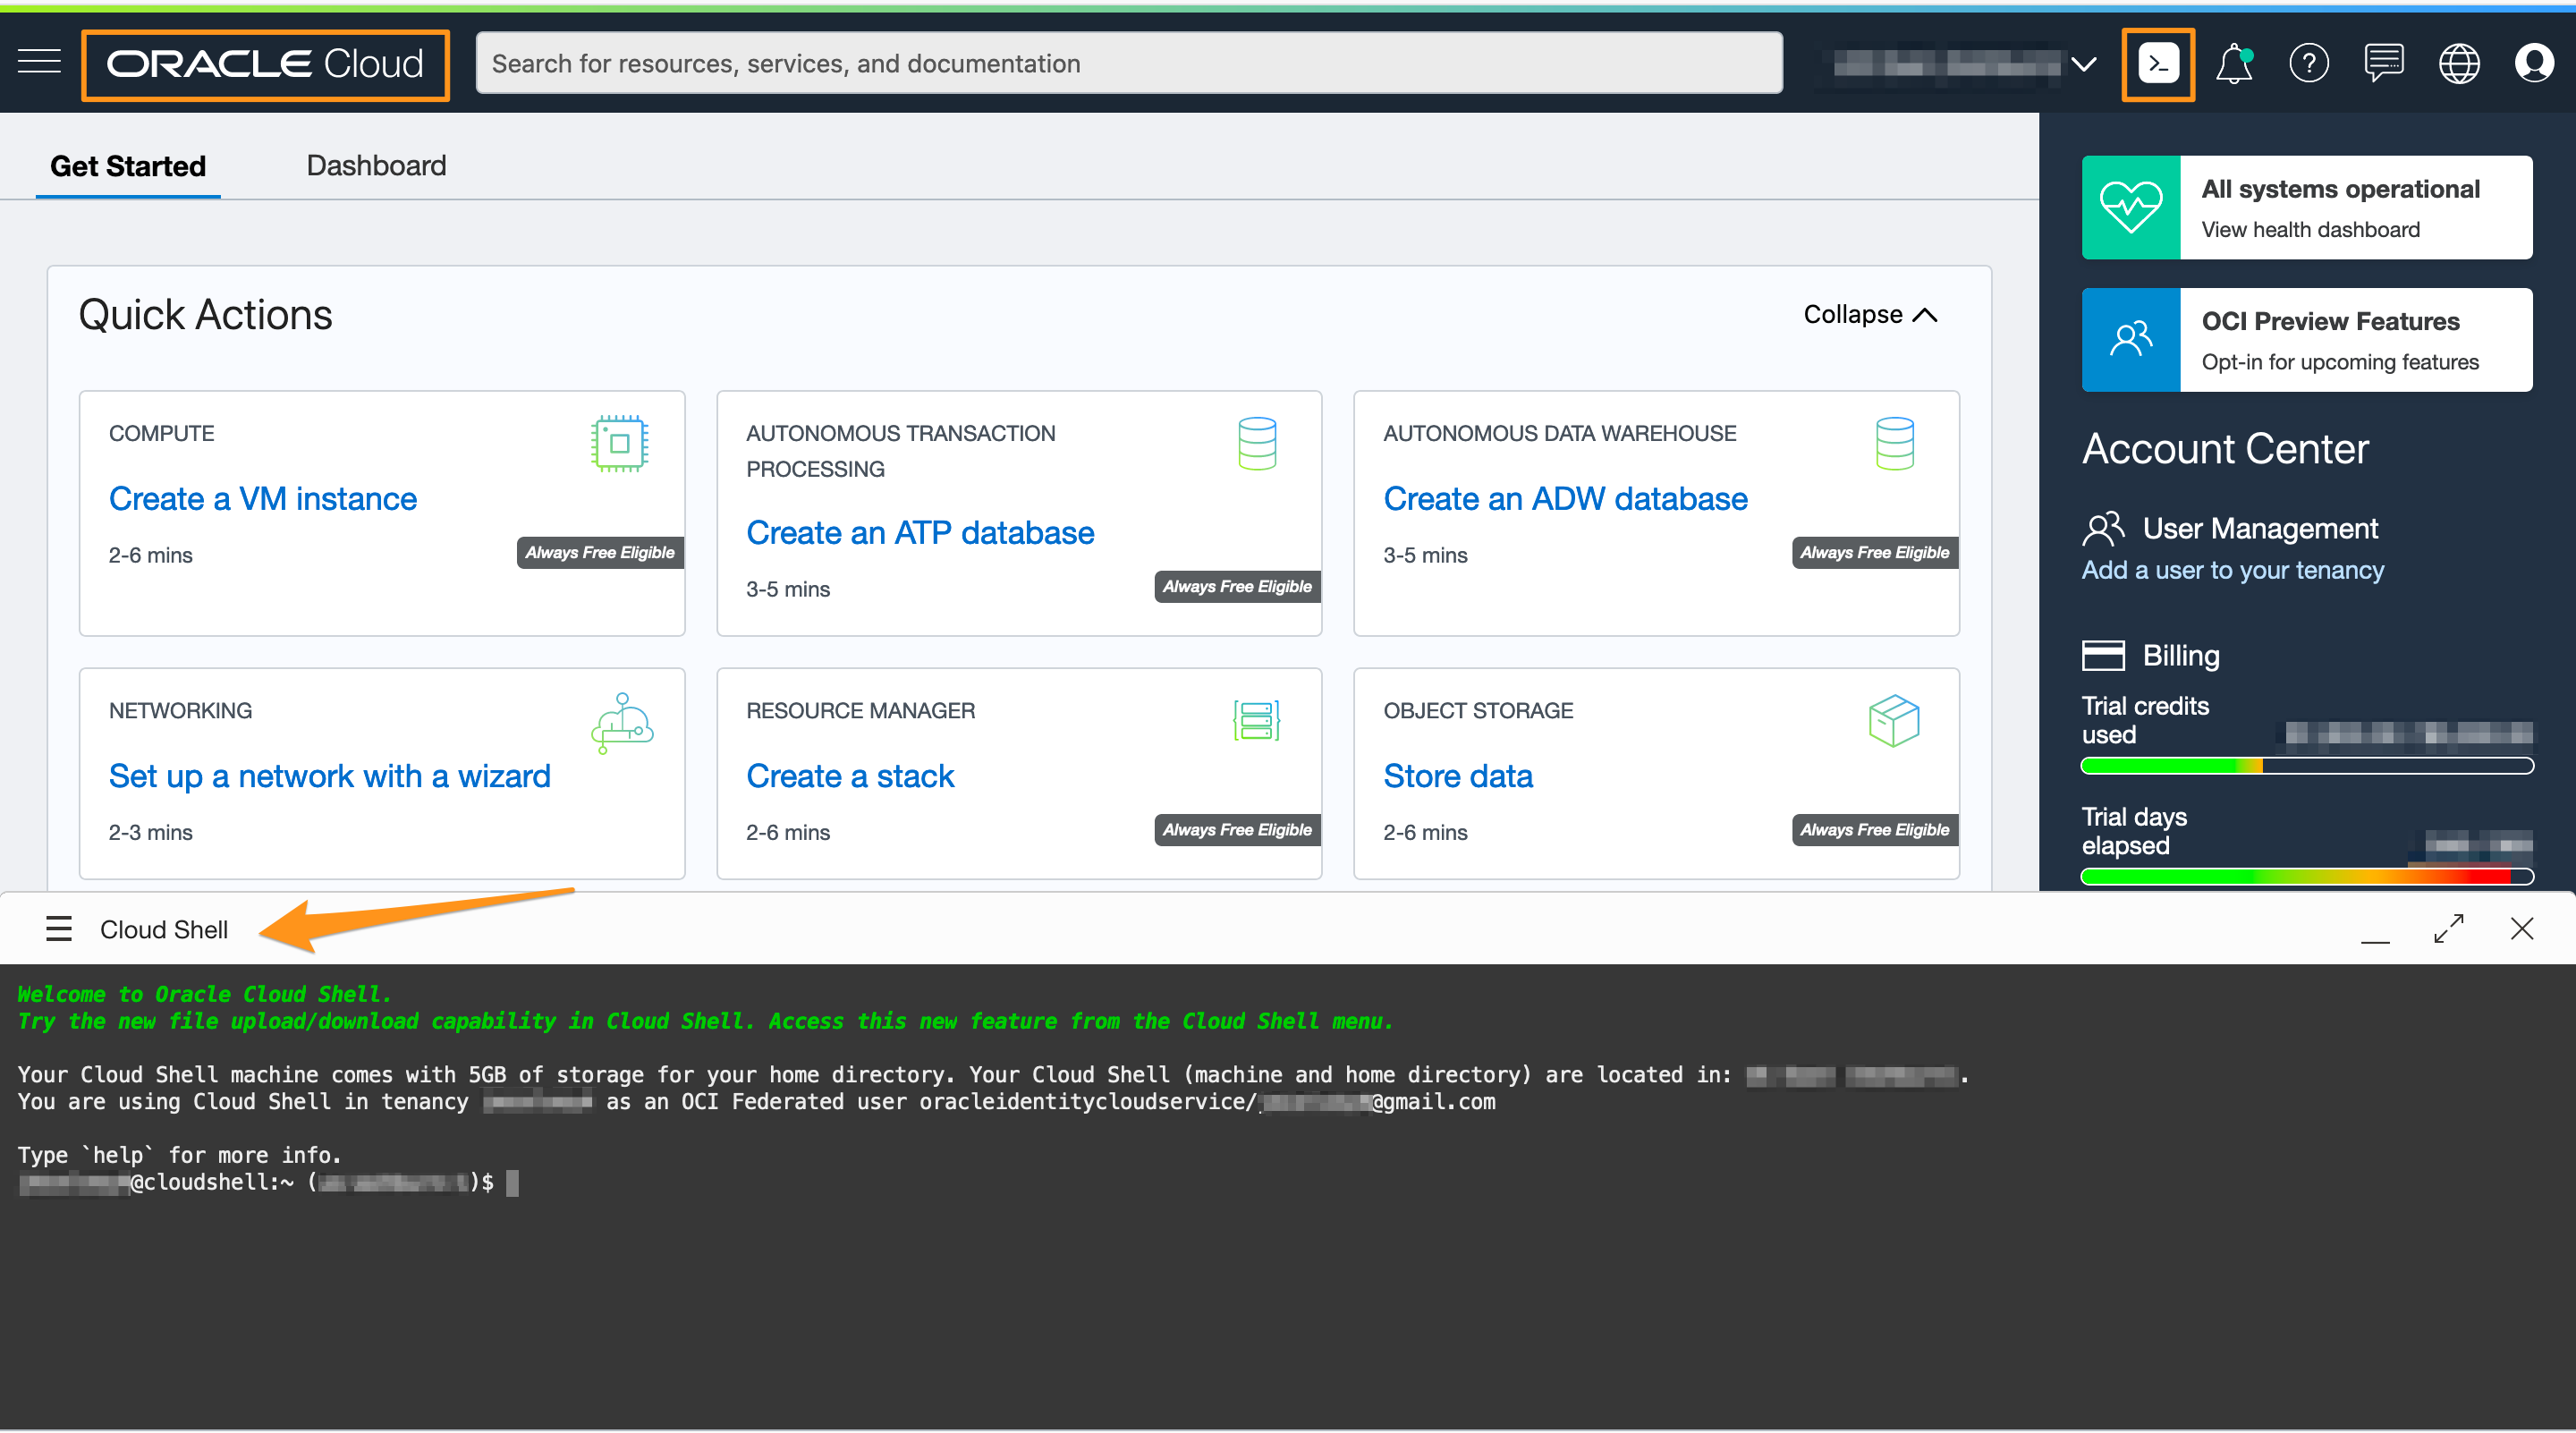 ORACLE Cloud
Search for resources, services, and documentation
Get Started
Dashboard
Quick Actions
Collapse
COMPUTE
Create a VM instance
2-6 mins
Always Free Eligible
AUTONOMOUS TRANSACTION
PROCESSING
Create an ATP database
3-5 mins
Always Free Eligible
AUTONOMOUS DATA WAREHOUSE
Create an ADW database
3-5 mins
Always Free Eligible
NETWORKING
Set up a network with a wizard
2-3 mins
RESOURCE MANAGER
Create a stack
2-6 mins
Always Free Eligible
OBJECT STORAGE
Store data
2-6 mins
Always Free Eligible
All systems operational
View health dashboard
OCI Preview Features
Opt-in for upcoming features
Account Center
User Management
Add a user to your tenancy
Billing
Trial credits
used
Trial days
elapsed
Cloud Shell
Welcome to Oracle Cloud Shell.
Try the new file upload/download capability in Cloud Shell. Access this new feature from the Cloud Shell menu.
Your Cloud Shell machine comes with 5GB of storage for your home directory. Your Cloud Shell (machine and home directory) are located in: .
You are using Cloud Shell in tenancy as an OCI Federated user oracleidentitycloudservice/@gmail.com
Type `help` for more info.
@cloudshell:~ ()$